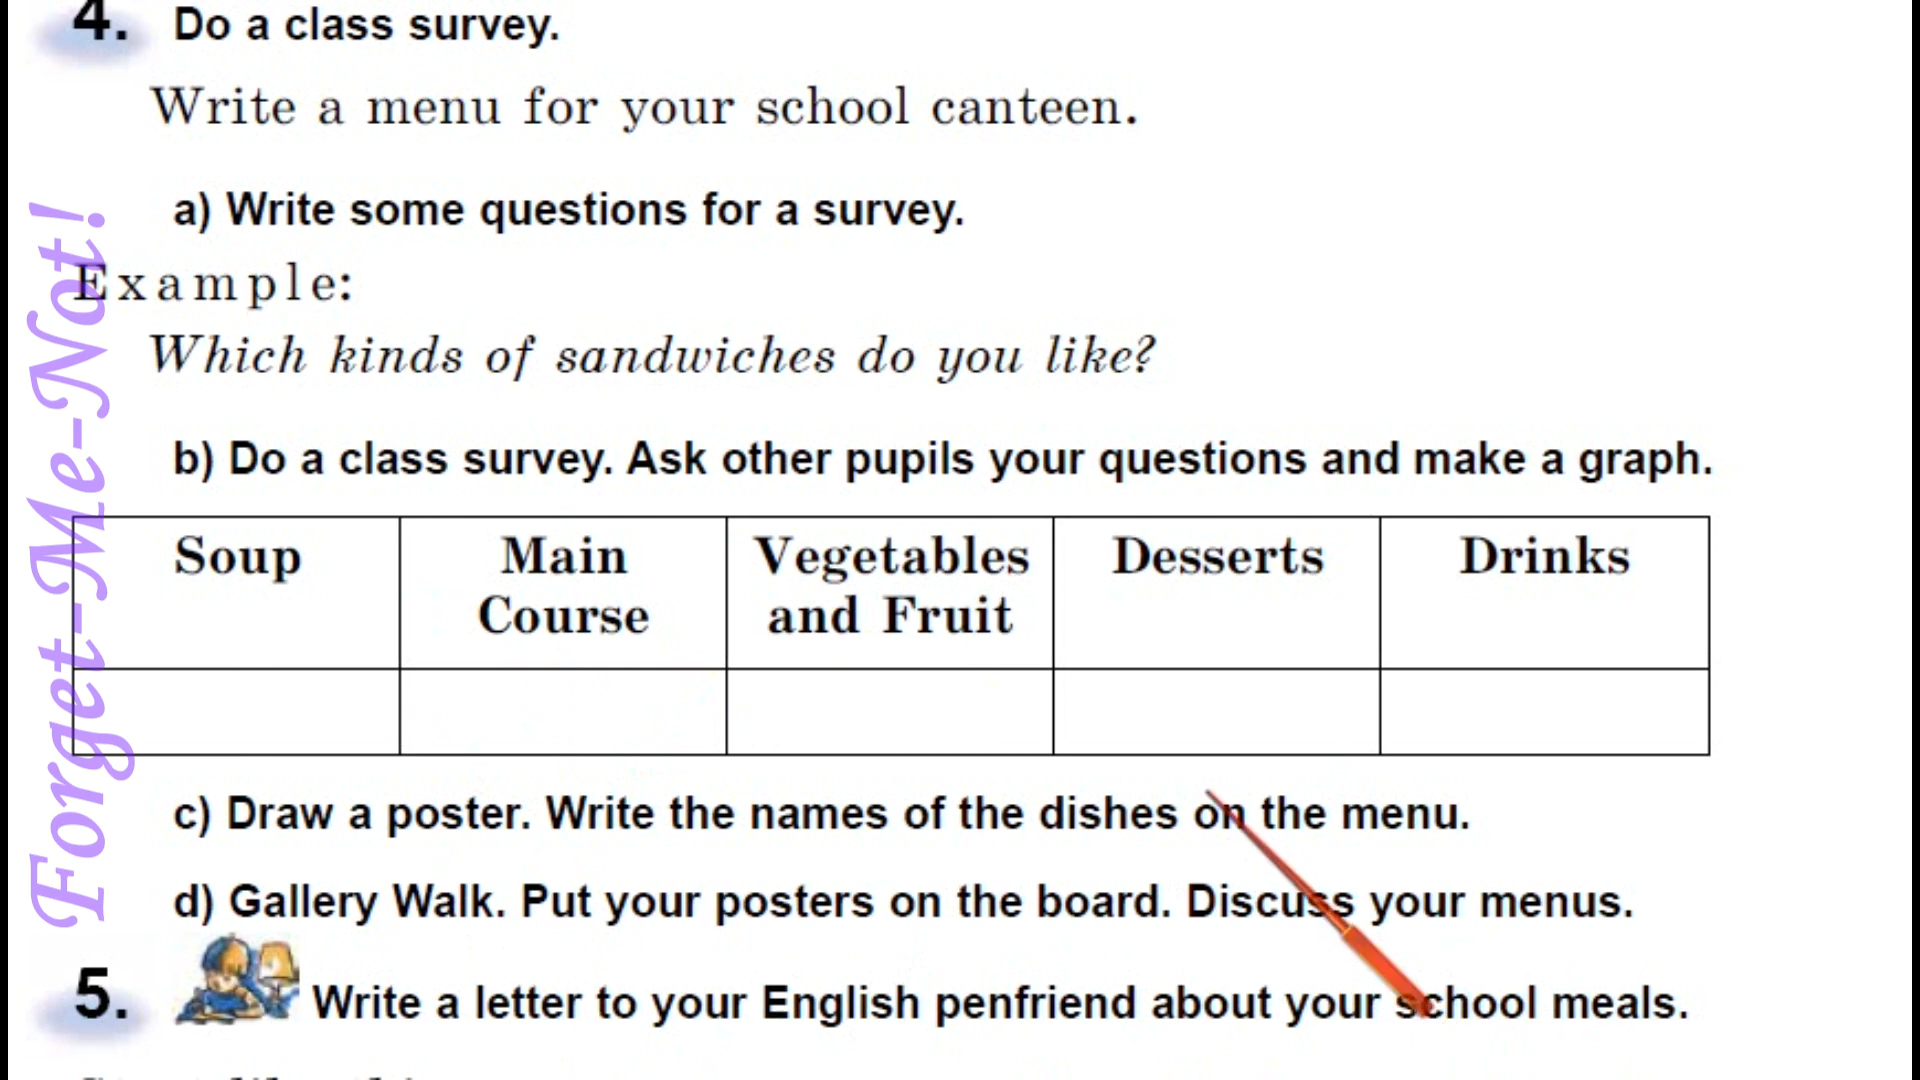 4. Do a class survey.
Write a menu for your school canteen.
a) Write some questions for a survey.
Example:
Which kinds of sandwiches do you like?
b) Do a class survey. Ask other pupils your questions and make a graph.
Soup
Main
Course
Vegetables
and Fruit
Desserts
Drinks
c) Draw a poster. Write the names of the dishes on the menu.
d) Gallery Walk. Put your posters on the board. Discuss your menus.
5. Write a letter to your English penfriend about your school meals.
Forget-Me-Not!